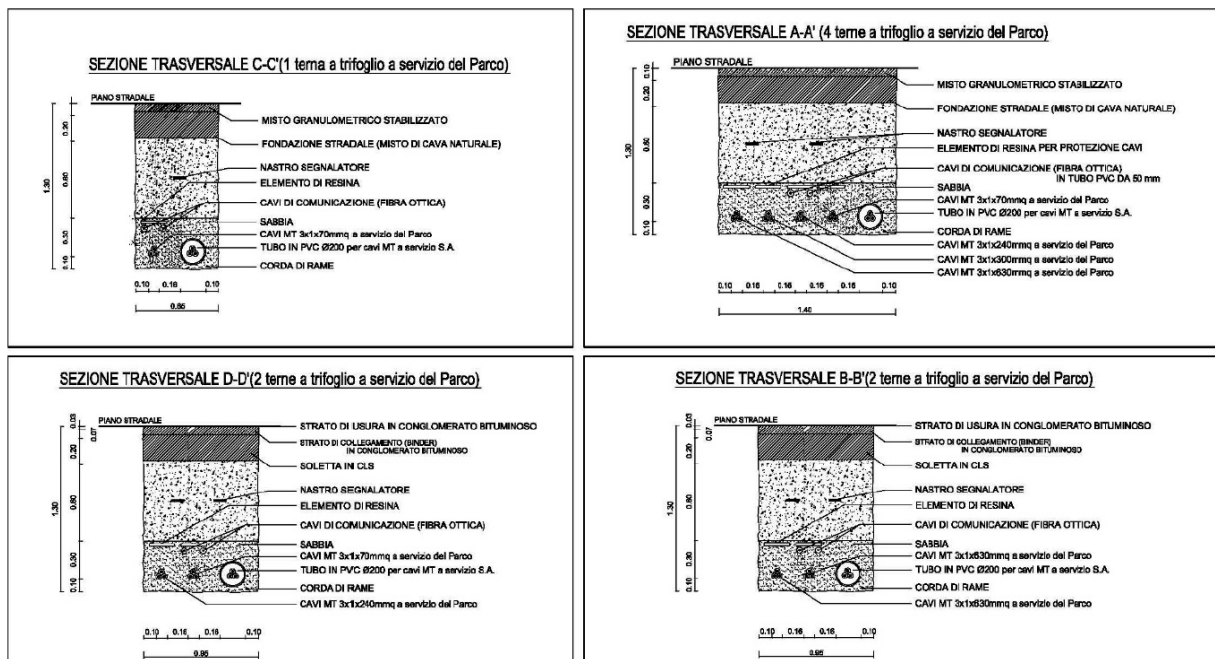 SEZIONE TRASVERSALE C-C'(1 terna a trifoglio a servizio del Parco)
PIANO STRADALE
MISTO GRANULOMETRICO STABILIZZATO
FONDAZIONE STRADALE (MISTO DI CAVA NATURALE)
NASTRO SEGNALATORE
ELEMENTO DI RESINA
CAVI DI COMUNICAZIONE (FIBRA OTTICA)
SABBIA
CAVI MT 3x1x70mmq a servizio del Parco
TUBO IN PVC Ø200 per cavi MT a servizio S.A.
CORDA DI RAME
0.20
0.30
0.10
1.30
0.10 0.16 0.10
SEZIONE TRASVERSALE A-A' (4 terne a trifoglio a servizio del Parco)
PIANO STRADALE
MISTO GRANULOMETRICO STABILIZZATO
FONDAZIONE STRADALE (MISTO DI CAVA NATURALE)
NASTRO SEGNALATORE
ELEMENTO DI RESINA PER PROTEZIONE CAVI
CAVI DI COMUNICAZIONE (FIBRA OTTICA)
IN TUBO PVC DA 50 mm
SABBIA
CAVI MT 3x1x70mmq a servizio del Parco
TUBO IN PVC Ø200 per cavi MT a servizio S.A.
CORDA DI RAME
CAVI MT 3x1x240mmq a servizio del Parco
CAVI MT 3x1x300mmq a servizio del Parco
CAVI MT 3x1x630mmq a servizio del Parco
0.10
0.20
0.30
0.10
1.30
0.10 0.16 0.16 0.16 0.16 0.10
SEZIONE TRASVERSALE D-D'(2 terne a trifoglio a servizio del Parco)
PIANO STRADALE
STRATO DI USURA IN CONGLOMERATO BITUMINOSO
STRATO DI COLLEGAMENTO (BINDER)
IN CONGLOMERATO BITUMINOSO
SOLETTA IN CLS
NASTRO SEGNALATORE
ELEMENTO DI RESINA
CAVI DI COMUNICAZIONE (FIBRA OTTICA)
SABBIA
CAVI MT 3x1x70mmq a servizio del Parco
TUBO IN PVC Ø200 per cavi MT a servizio S.A.
CORDA DI RAME
CAVI MT 3x1x240mmq a servizio del Parco
0.03
0.07
0.20
0.30
0.10
1.30
0.10 0.16 0.16 0.10
0.95
SEZIONE TRASVERSALE B-B'(2 terne a trifoglio a servizio del Parco)
PIANO STRADALE
STRATO DI USURA IN CONGLOMERATO BITUMINOSO
STRATO DI COLLEGAMENTO (BINDER)
IN CONGLOMERATO BITUMINOSO
SOLETTA IN CLS
NASTRO SEGNALATORE
ELEMENTO DI RESINA
CAVI DI COMUNICAZIONE (FIBRA OTTICA)
SABBIA
CAVI MT 3x1x630mmq a servizio del Parco
TUBO IN PVC Ø200 per cavi MT a servizio S.A.
CORDA DI RAME
CAVI MT 3x1x630mmq a servizio del Parco
0.03
0.07
0.20
0.30
0.10
1.30
0.10 0.16 0.16 0.10
0.95